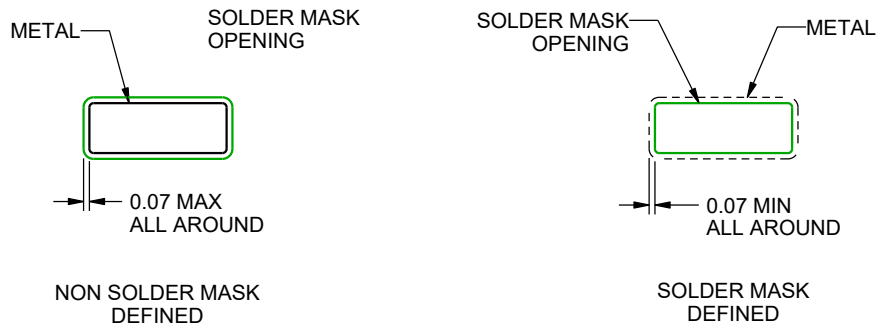 METAL
SOLDER MASK
OPENING
0.07 MAX
ALL AROUND
NON SOLDER MASK
DEFINED
SOLDER MASK
OPENING
METAL
0.07 MIN
ALL AROUND
SOLDER MASK
DEFINED